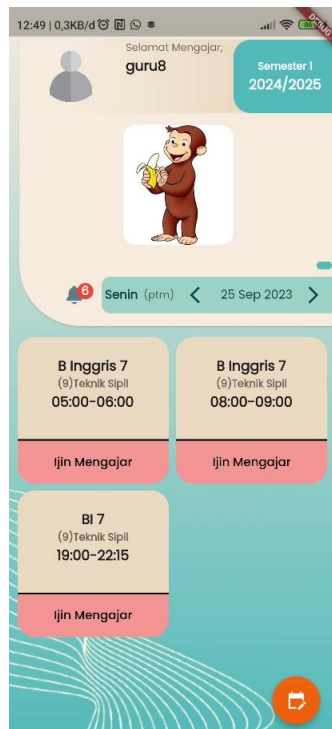 12:49 | 0,3KB/d
86
DEBUG
Selamat Mengajar,
guru8
Semester 1
2024/2025
6
Senin (ptm)
25 Sep 2023
B Inggris 7
(9)Teknik Sipil
05:00-06:00
Ijin Mengajar
B Inggris 7
(9)Teknik Sipil
08:00-09:00
Ijin Mengajar
BI 7
(9)Teknik Sipil
19:00-22:15
Ijin Mengajar